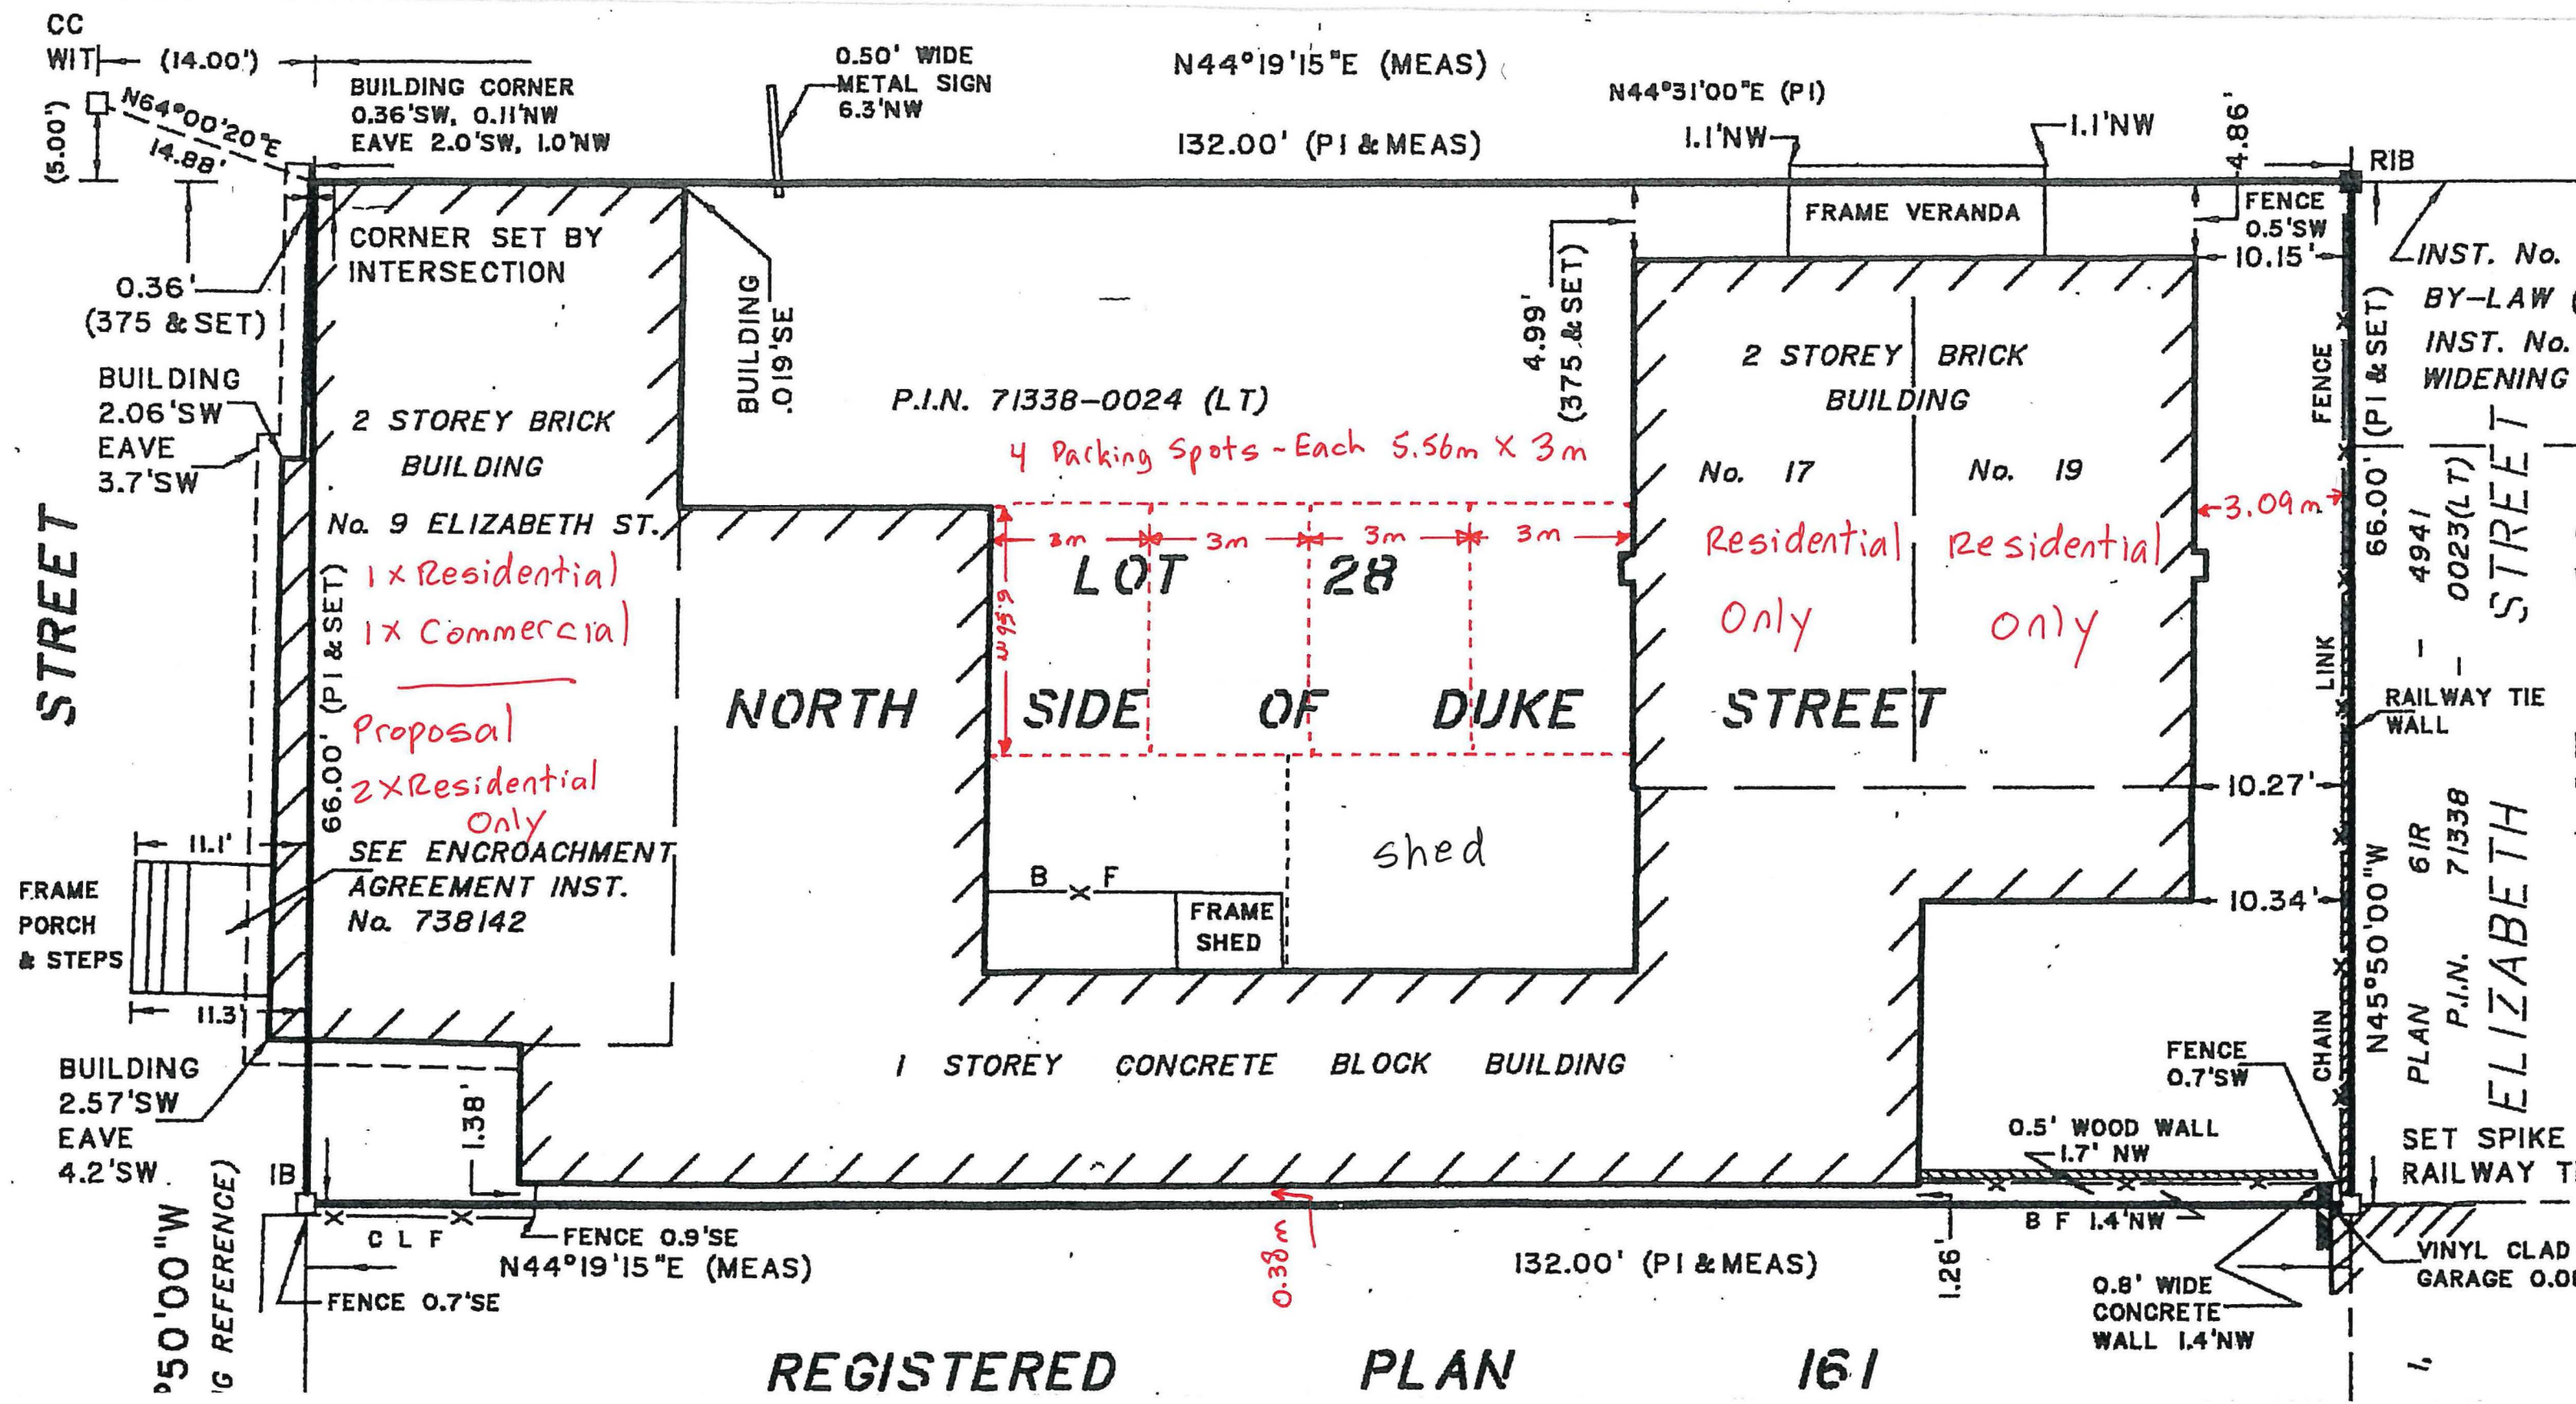 CC
WIT
(14.00')
N64°00'20"E
14.88'
(5.00')
BUILDING CORNER
0.36'SW, 0.11'NW
EAVE 2.0'SW, 1.0'NW
0.50' WIDE
METAL SIGN
6.3'NW
N44°19'15"E (MEAS)
132.00' (PI & MEAS)
N44°31'00"E (PI)
1.1'NW
1.1'NW
4.86'
RIB
FRAME VERANDA
FENCE
0.5'SW
10.15'
INST. No.
BY-LAW
INST. No.
WIDENING
CORNER SET BY
INTERSECTION
0.36'
(375 & SET)
BUILDING
.019'SE
4.99'
(375 & SET)
BUILDING
2.06'SW
EAVE
3.7'SW
2 STOREY BRICK
BUILDING
No. 9 ELIZABETH ST.
1 x Residential
1 x Commercial
Proposal
2 x Residential
Only
P.I.N. 71338-0024 (LT)
4 Parking Spots - Each 5.56m X 3m
3m
3m
3m
3m
5.56m
2 STOREY BRICK
BUILDING
No. 17
No. 19
Residential
Only
Residential
Only
3.09m
FENCE
LINK
CHAIN
66.00' (PI & SET)
N45°50'00"W
PLAN 61R - 4941
P.I.N. 71338 - 0023(LT)
ELIZABETH STREET
RAILWAY TIE
WALL
STREET
66.00' (PI & SET)
LOT 28
NORTH SIDE OF DUKE STREET
10.27'
10.34'
shed
B F
FRAME
SHED
SEE ENCROACHMENT
AGREEMENT INST.
No. 738142
11.1'
FRAME
PORCH
& STEPS
11.3'
BUILDING
2.57'SW
EAVE
4.2'SW
1 STOREY CONCRETE BLOCK BUILDING
1.38'
IB
FENCE
0.7'SW
0.5' WOOD WALL
1.7' NW
SET SPIKE
RAILWAY
C L F
FENCE 0.9'SE
N44°19'15"E (MEAS)
FENCE 0.7'SE
0.38m
132.00' (PI & MEAS)
1.26'
B F 1.4'NW
0.8' WIDE
CONCRETE
WALL 1.4'NW
VINYL CLAD
GARAGE
50'00"W
REFERENCE)
REGISTERED PLAN 161